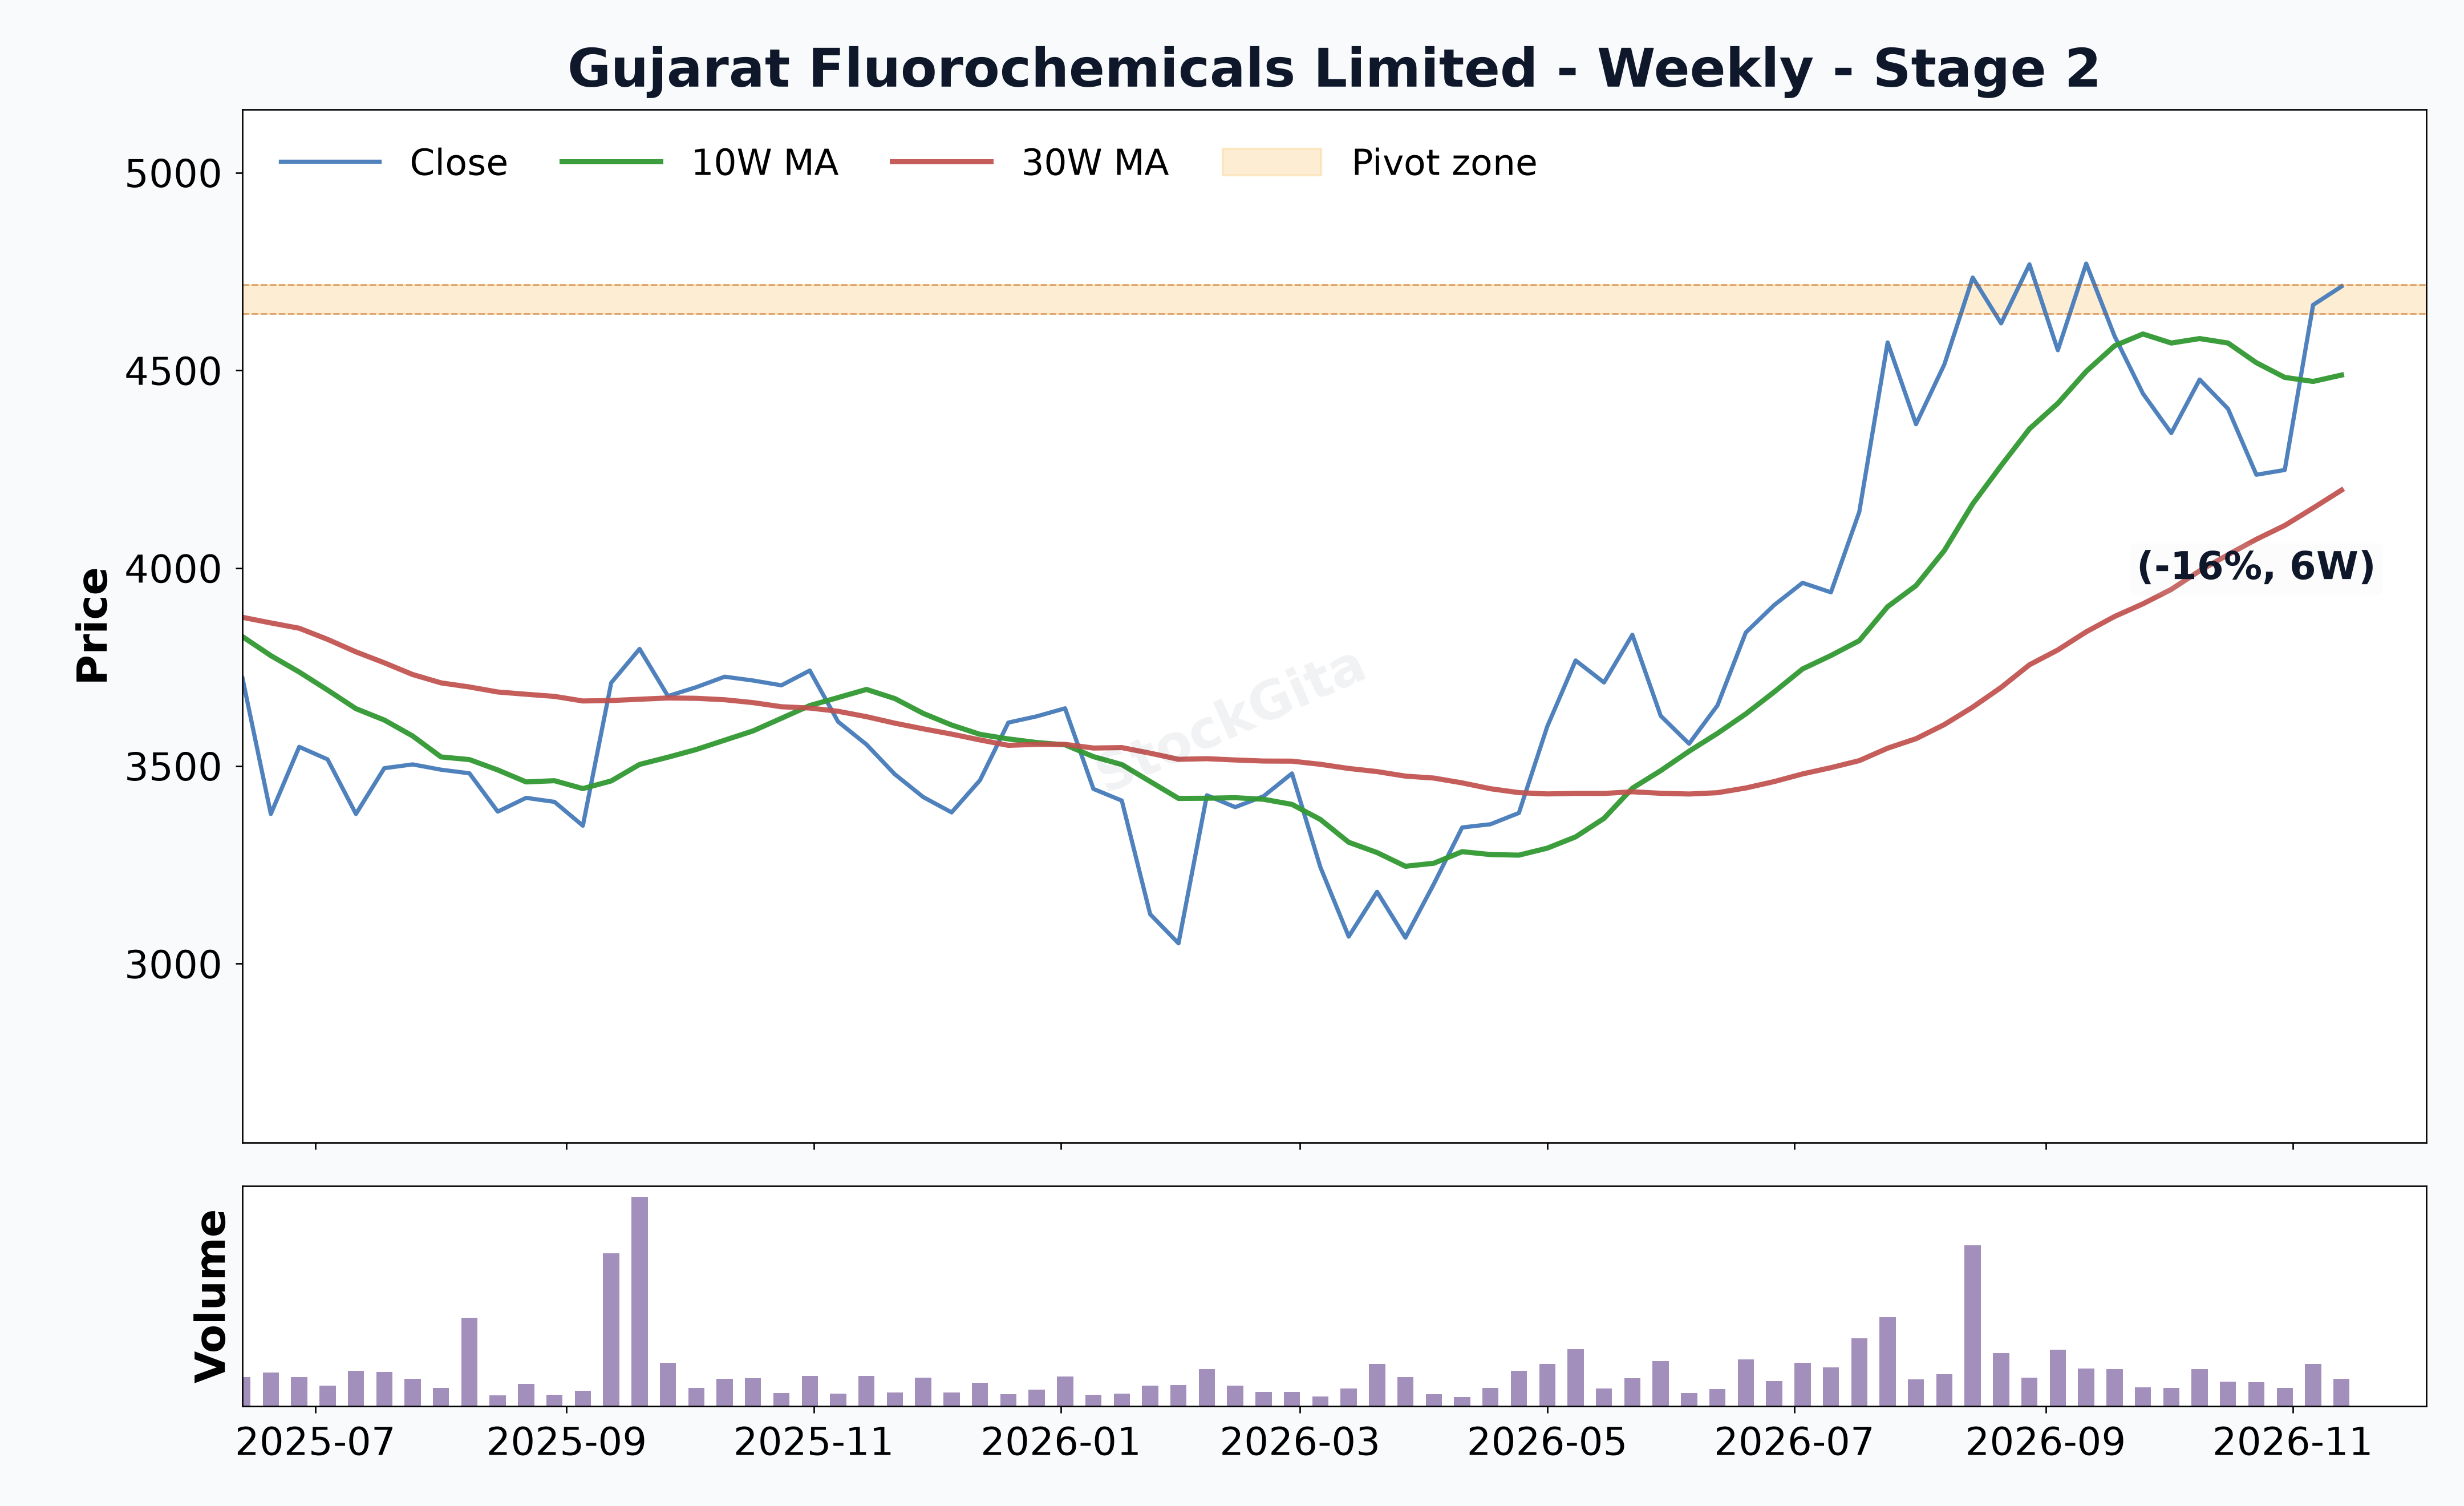 Gujarat Fluorochemicals Limited - Weekly - Stage 2
Close 10W MA 30W MA Pivot zone
5000
4500
4000
3500
3000
Price
(-16%, 6W)
StockGita
Volume
2025-07 2025-09 2025-11 2026-01 2026-03 2026-05 2026-07 2026-09 2026-11